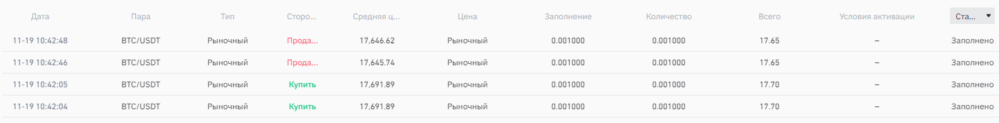 Дата Пара Тип Сторо... Средняя ц... Цена Заполнение Количество Всего Условия активации Ста...
11-19 10:42:48 BTC/USDT Рыночный Прода... 17,646.62 Рыночный 0.001000 0.001000 17.65 – Заполнено
11-19 10:42:46 BTC/USDT Рыночный Прода... 17,645.74 Рыночный 0.001000 0.001000 17.65 – Заполнено
11-19 10:42:05 BTC/USDT Рыночный Купить 17,691.89 Рыночный 0.001000 0.001000 17.70 – Заполнено
11-19 10:42:04 BTC/USDT Рыночный Купить 17,691.89 Рыночный 0.001000 0.001000 17.70 – Заполнено